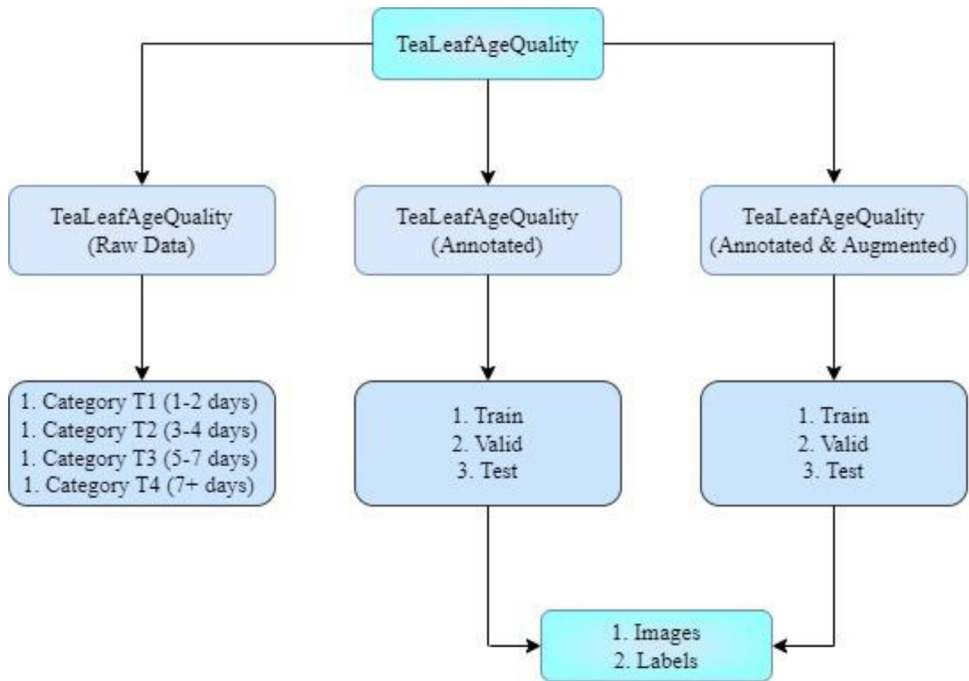 TeaLeafAgeQuality
TeaLeafAgeQuality
(Raw Data)
TeaLeafAgeQuality
(Annotated)
TeaLeafAgeQuality
(Annotated & Augmented)
1. Category T1 (1-2 days)
1. Category T2 (3-4 days)
1. Category T3 (5-7 days)
1. Category T4 (7+ days)
1. Train
2. Valid
3. Test
1. Train
2. Valid
3. Test
1. Images
2. Labels